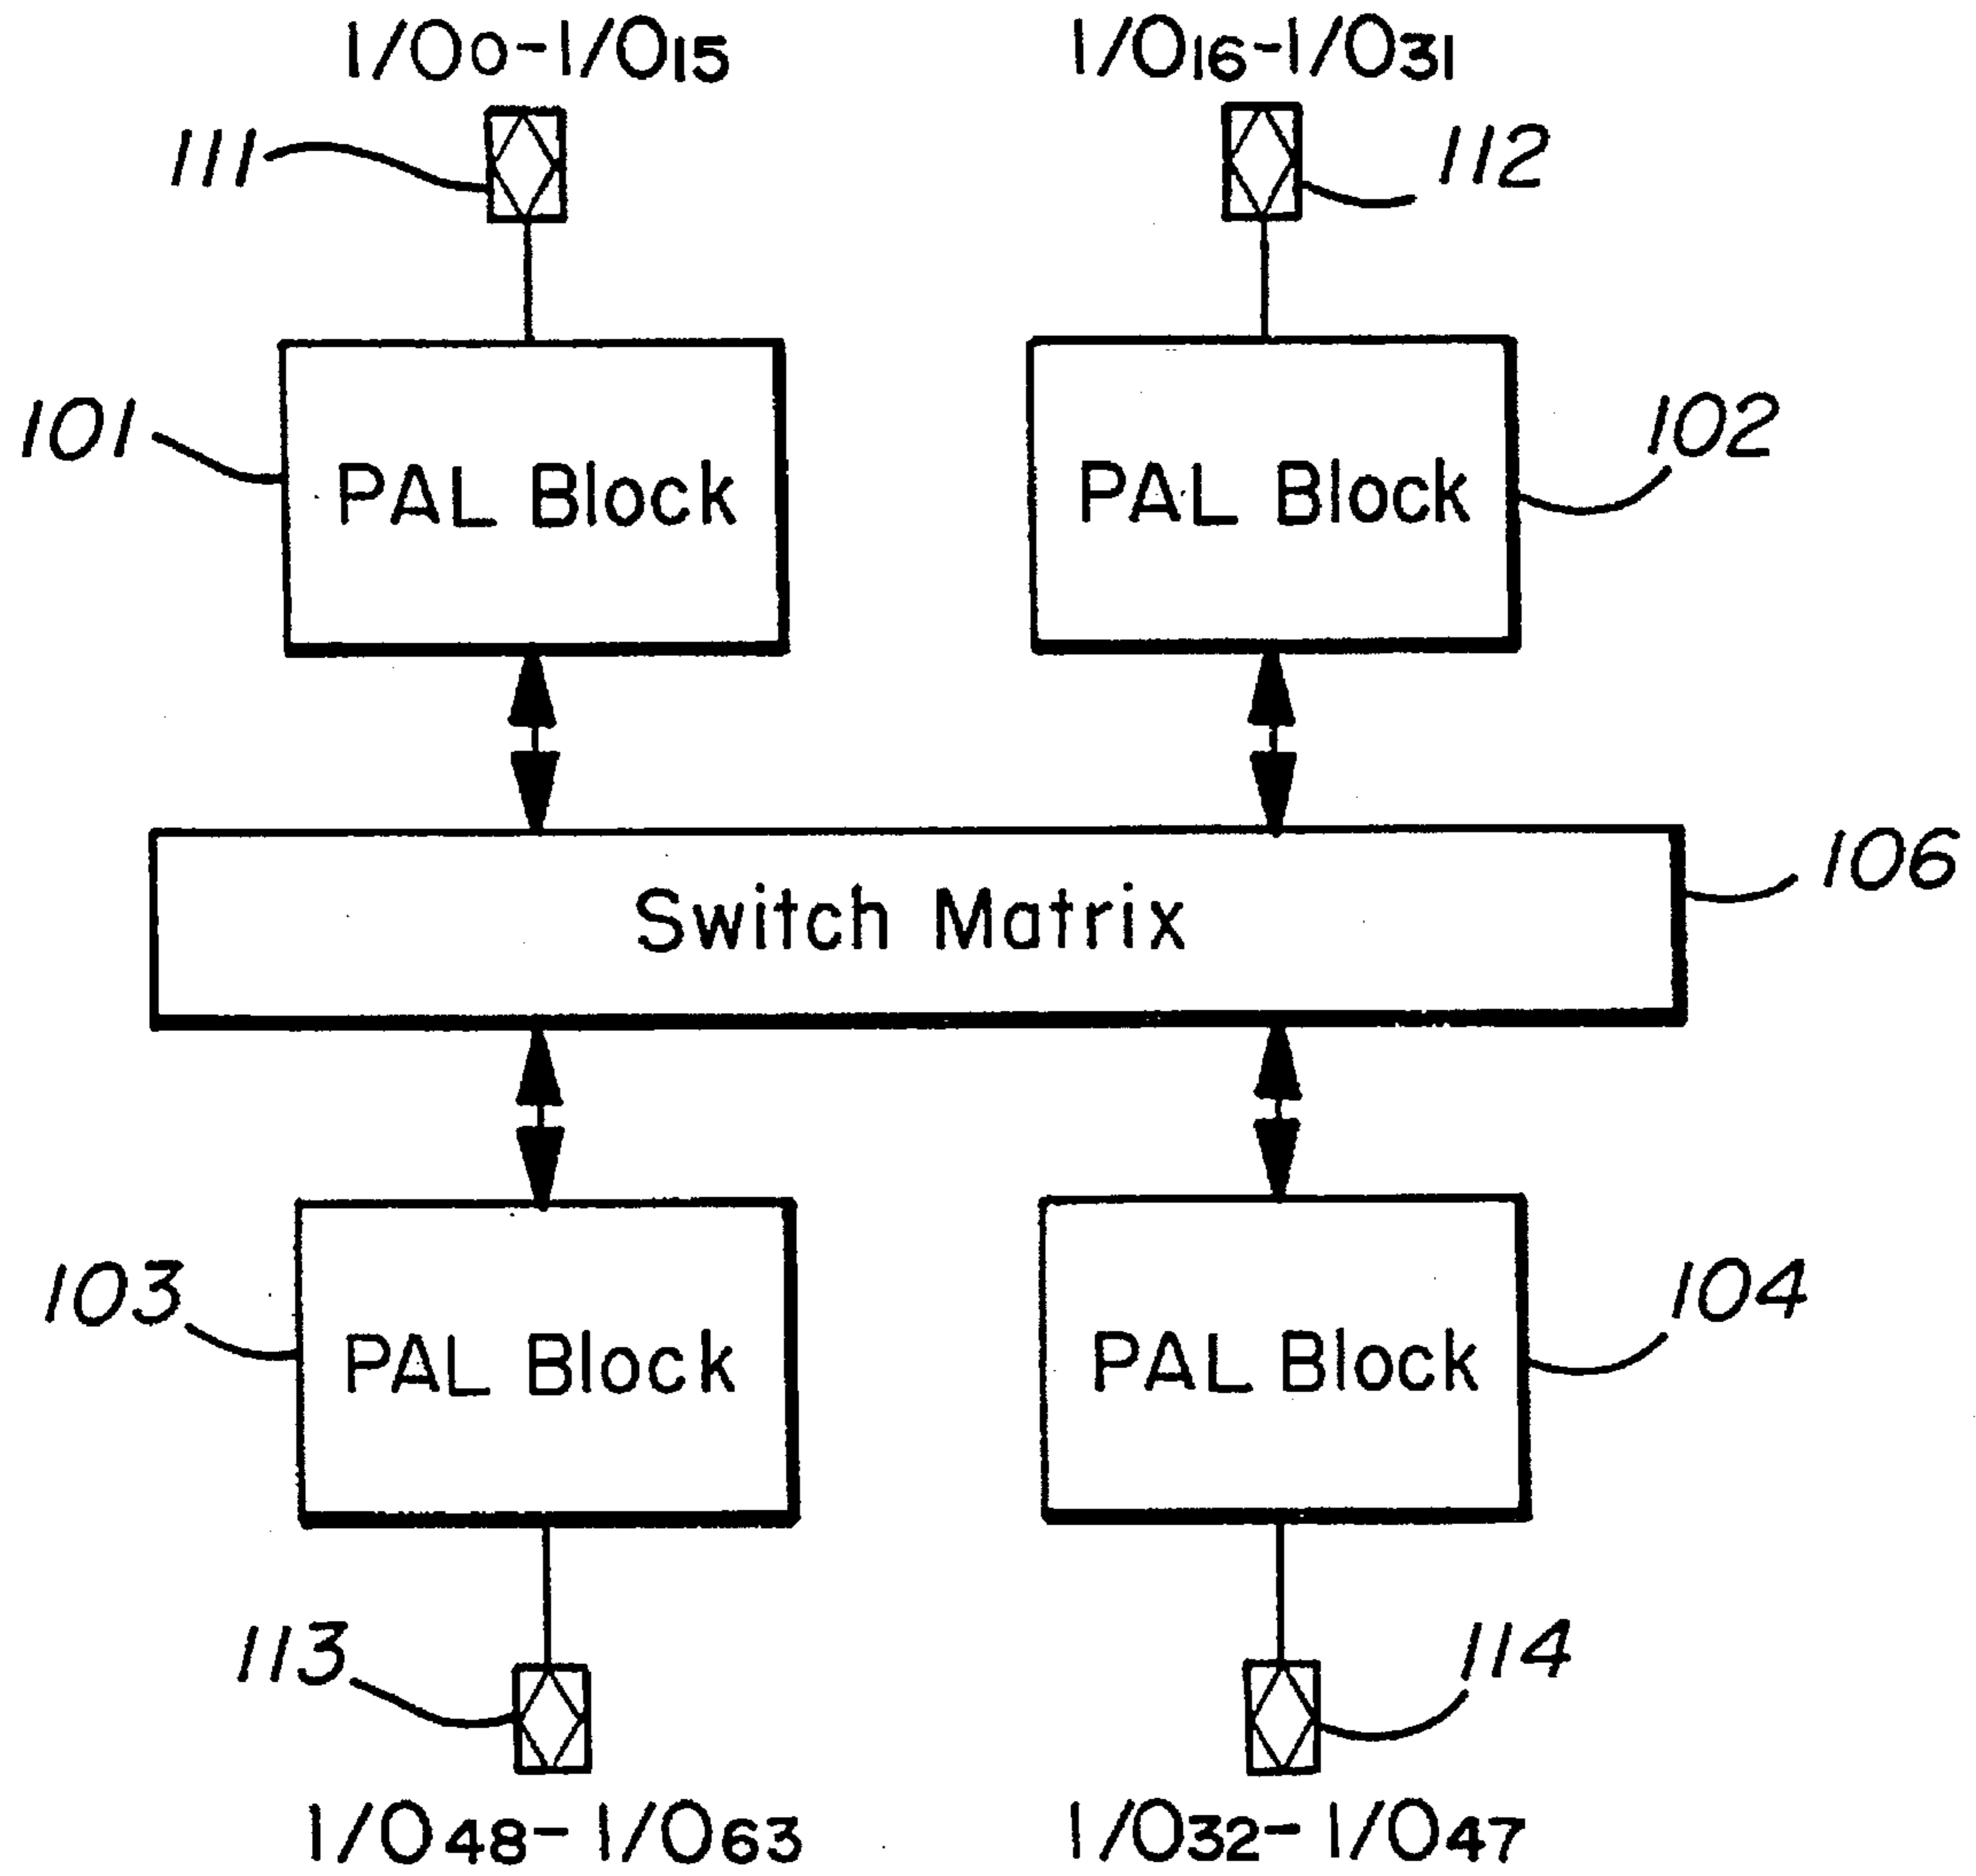 I/O0-I/O15
I/O16-I/O31
111
112
101
PAL Block
PAL Block
102
Switch Matrix
106
103
PAL Block
PAL Block
104
113
114
I/O48-I/O63
I/O32-I/O47